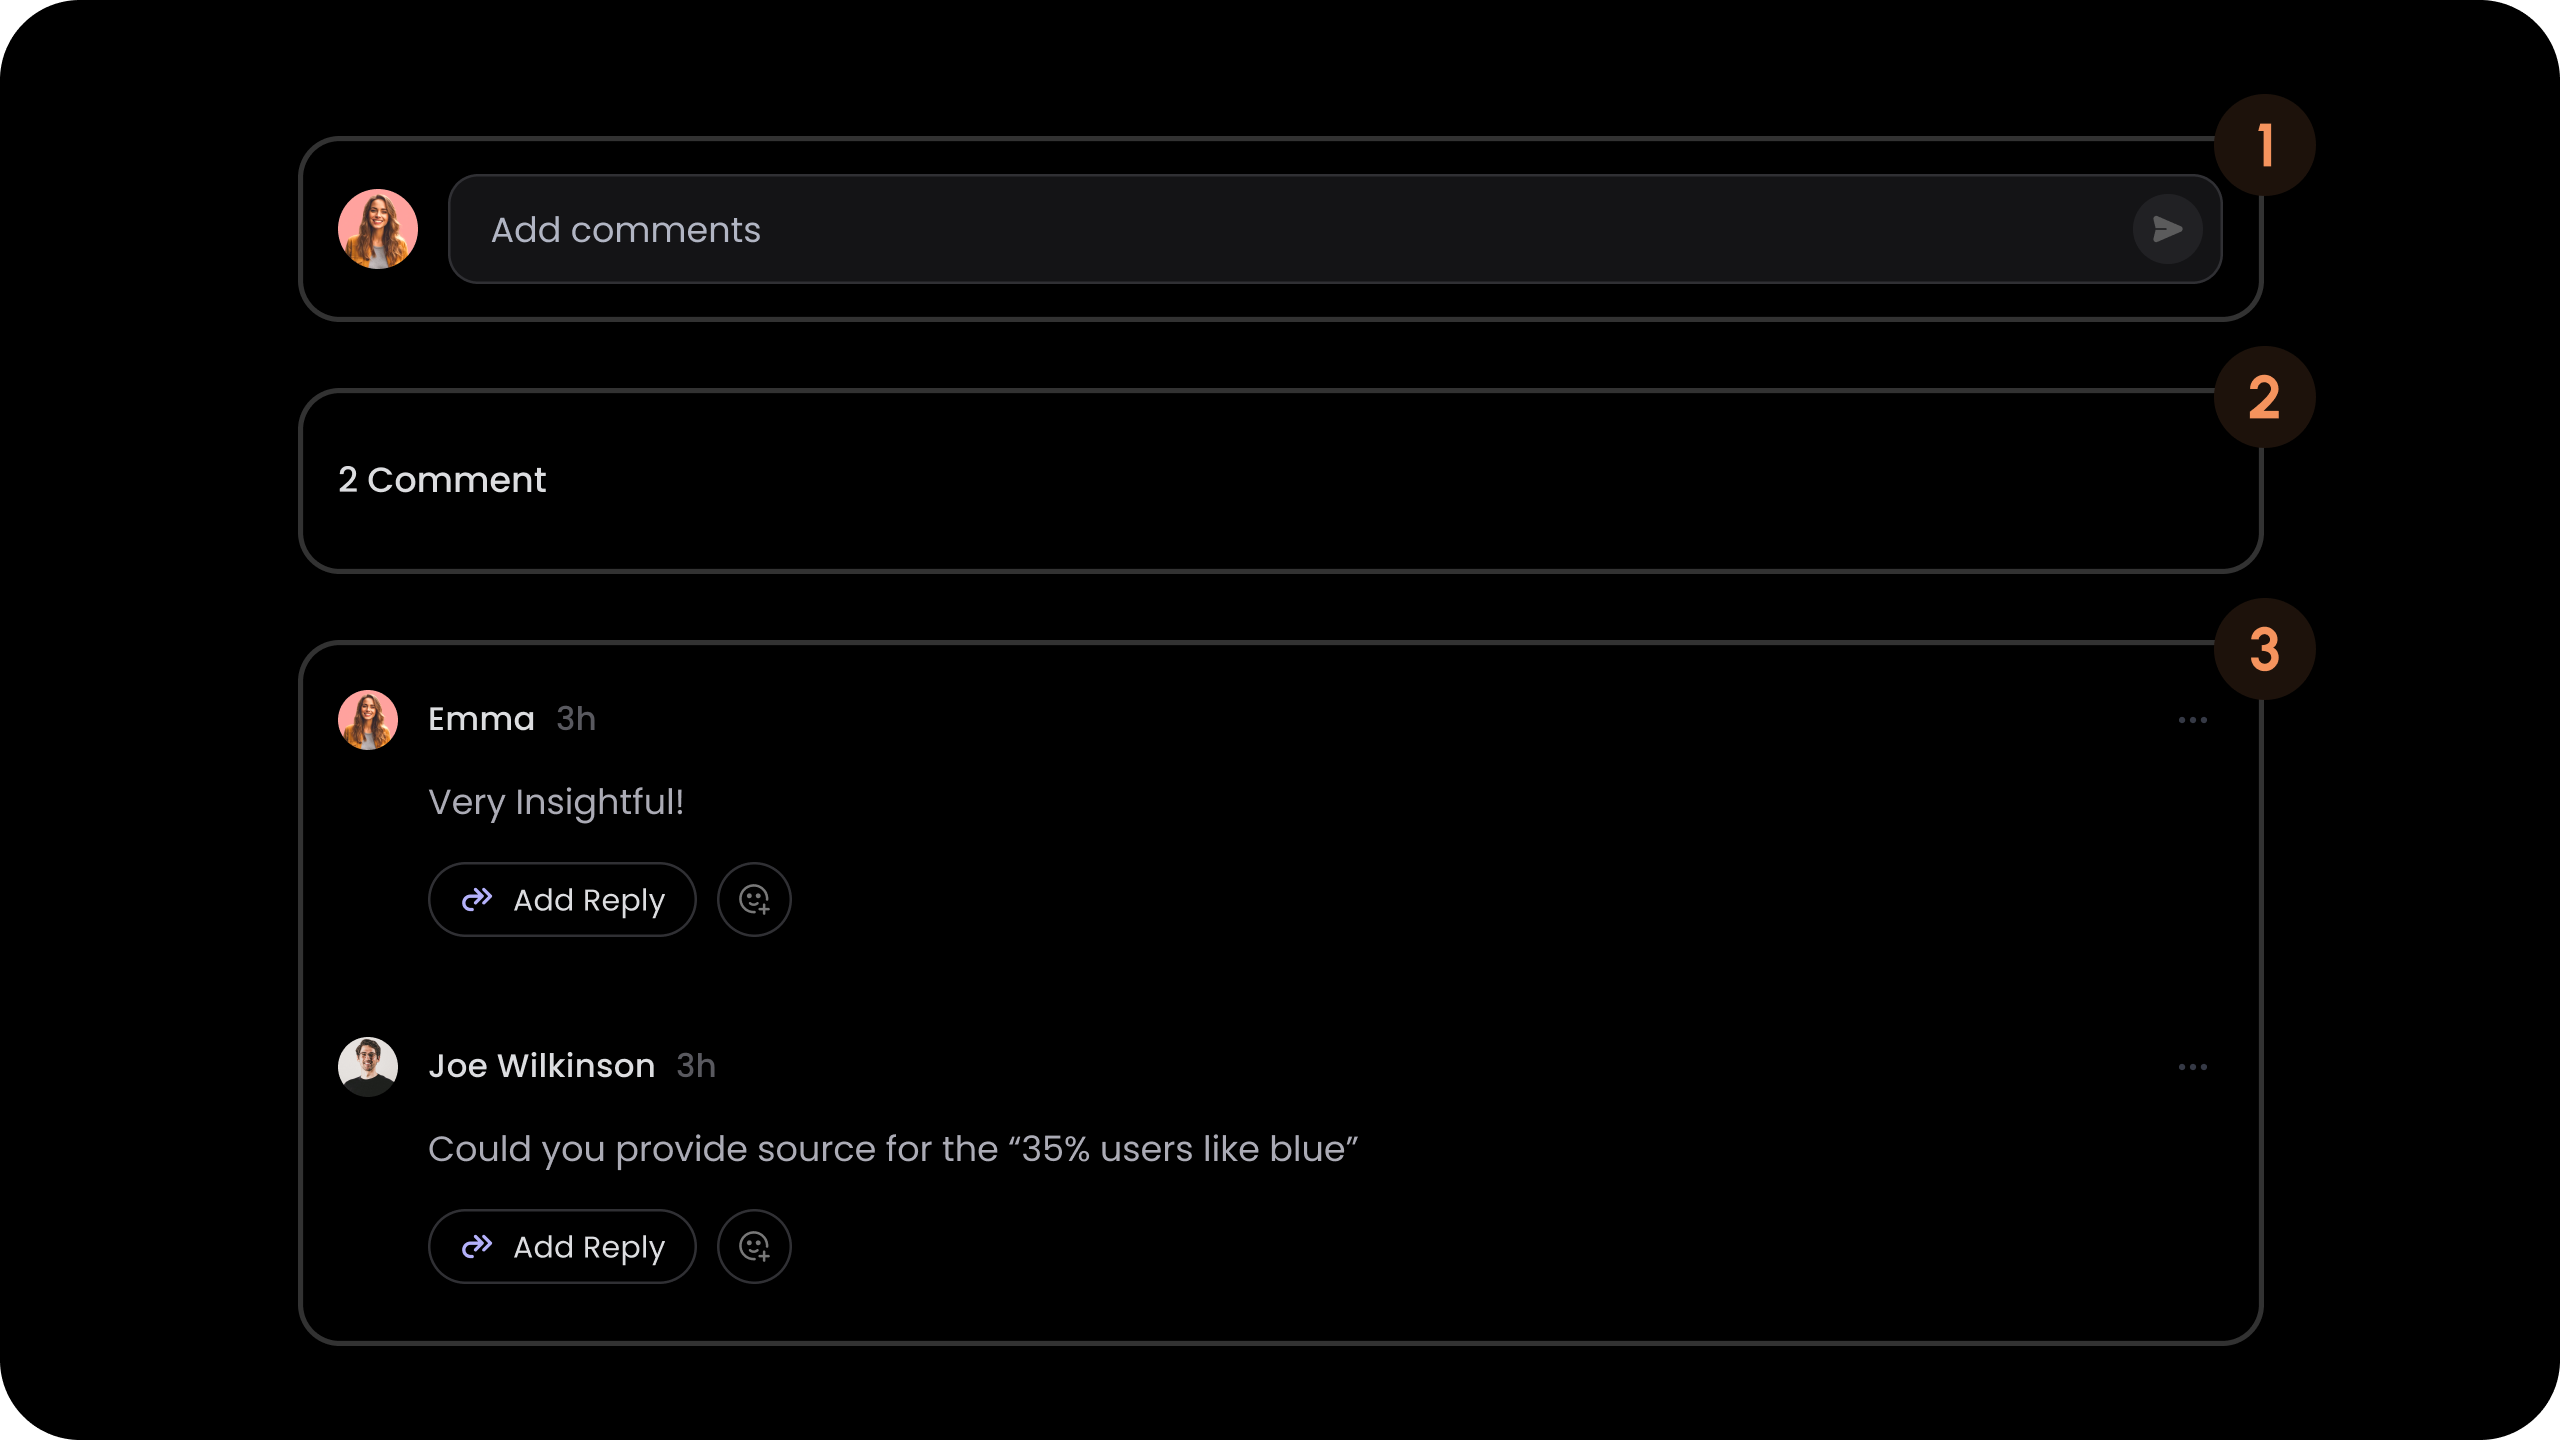 1
Add comments
2
2 Comment
3
Emma 3h
Very Insightful!
Add Reply
Joe Wilkinson 3h
Could you provide source for the “35% users like blue”
Add Reply